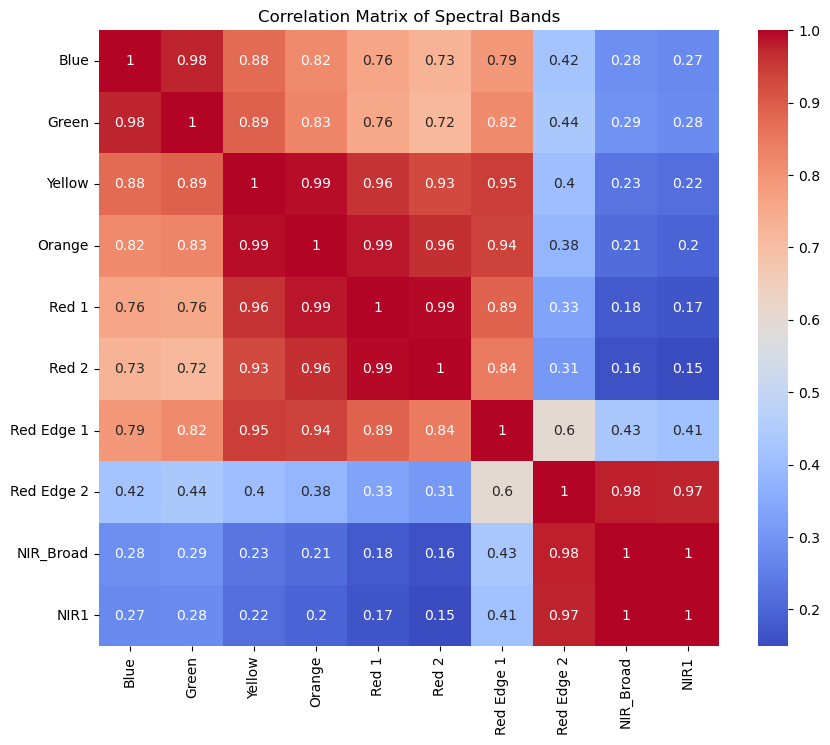 Correlation Matrix of Spectral Bands
Blue 1 0.98 0.88 0.82 0.76 0.73 0.79 0.42 0.28 0.27
Green 0.98 1 0.89 0.83 0.76 0.72 0.82 0.44 0.29 0.28
Yellow 0.88 0.89 1 0.99 0.96 0.93 0.95 0.4 0.23 0.22
Orange 0.82 0.83 0.99 1 0.99 0.96 0.94 0.38 0.21 0.2
Red 1 0.76 0.76 0.96 0.99 1 0.99 0.89 0.33 0.18 0.17
Red 2 0.73 0.72 0.93 0.96 0.99 1 0.84 0.31 0.16 0.15
Red Edge 1 0.79 0.82 0.95 0.94 0.89 0.84 1 0.6 0.43 0.41
Red Edge 2 0.42 0.44 0.4 0.38 0.33 0.31 0.6 1 0.98 0.97
NIR_Broad 0.28 0.29 0.23 0.21 0.18 0.16 0.43 0.98 1 1
NIR1 0.27 0.28 0.22 0.2 0.17 0.15 0.41 0.97 1 1
Blue Green Yellow Orange Red 1 Red 2 Red Edge 1 Red Edge 2 NIR_Broad NIR1
1.0
0.9
0.8
0.7
0.6
0.5
0.4
0.3
0.2